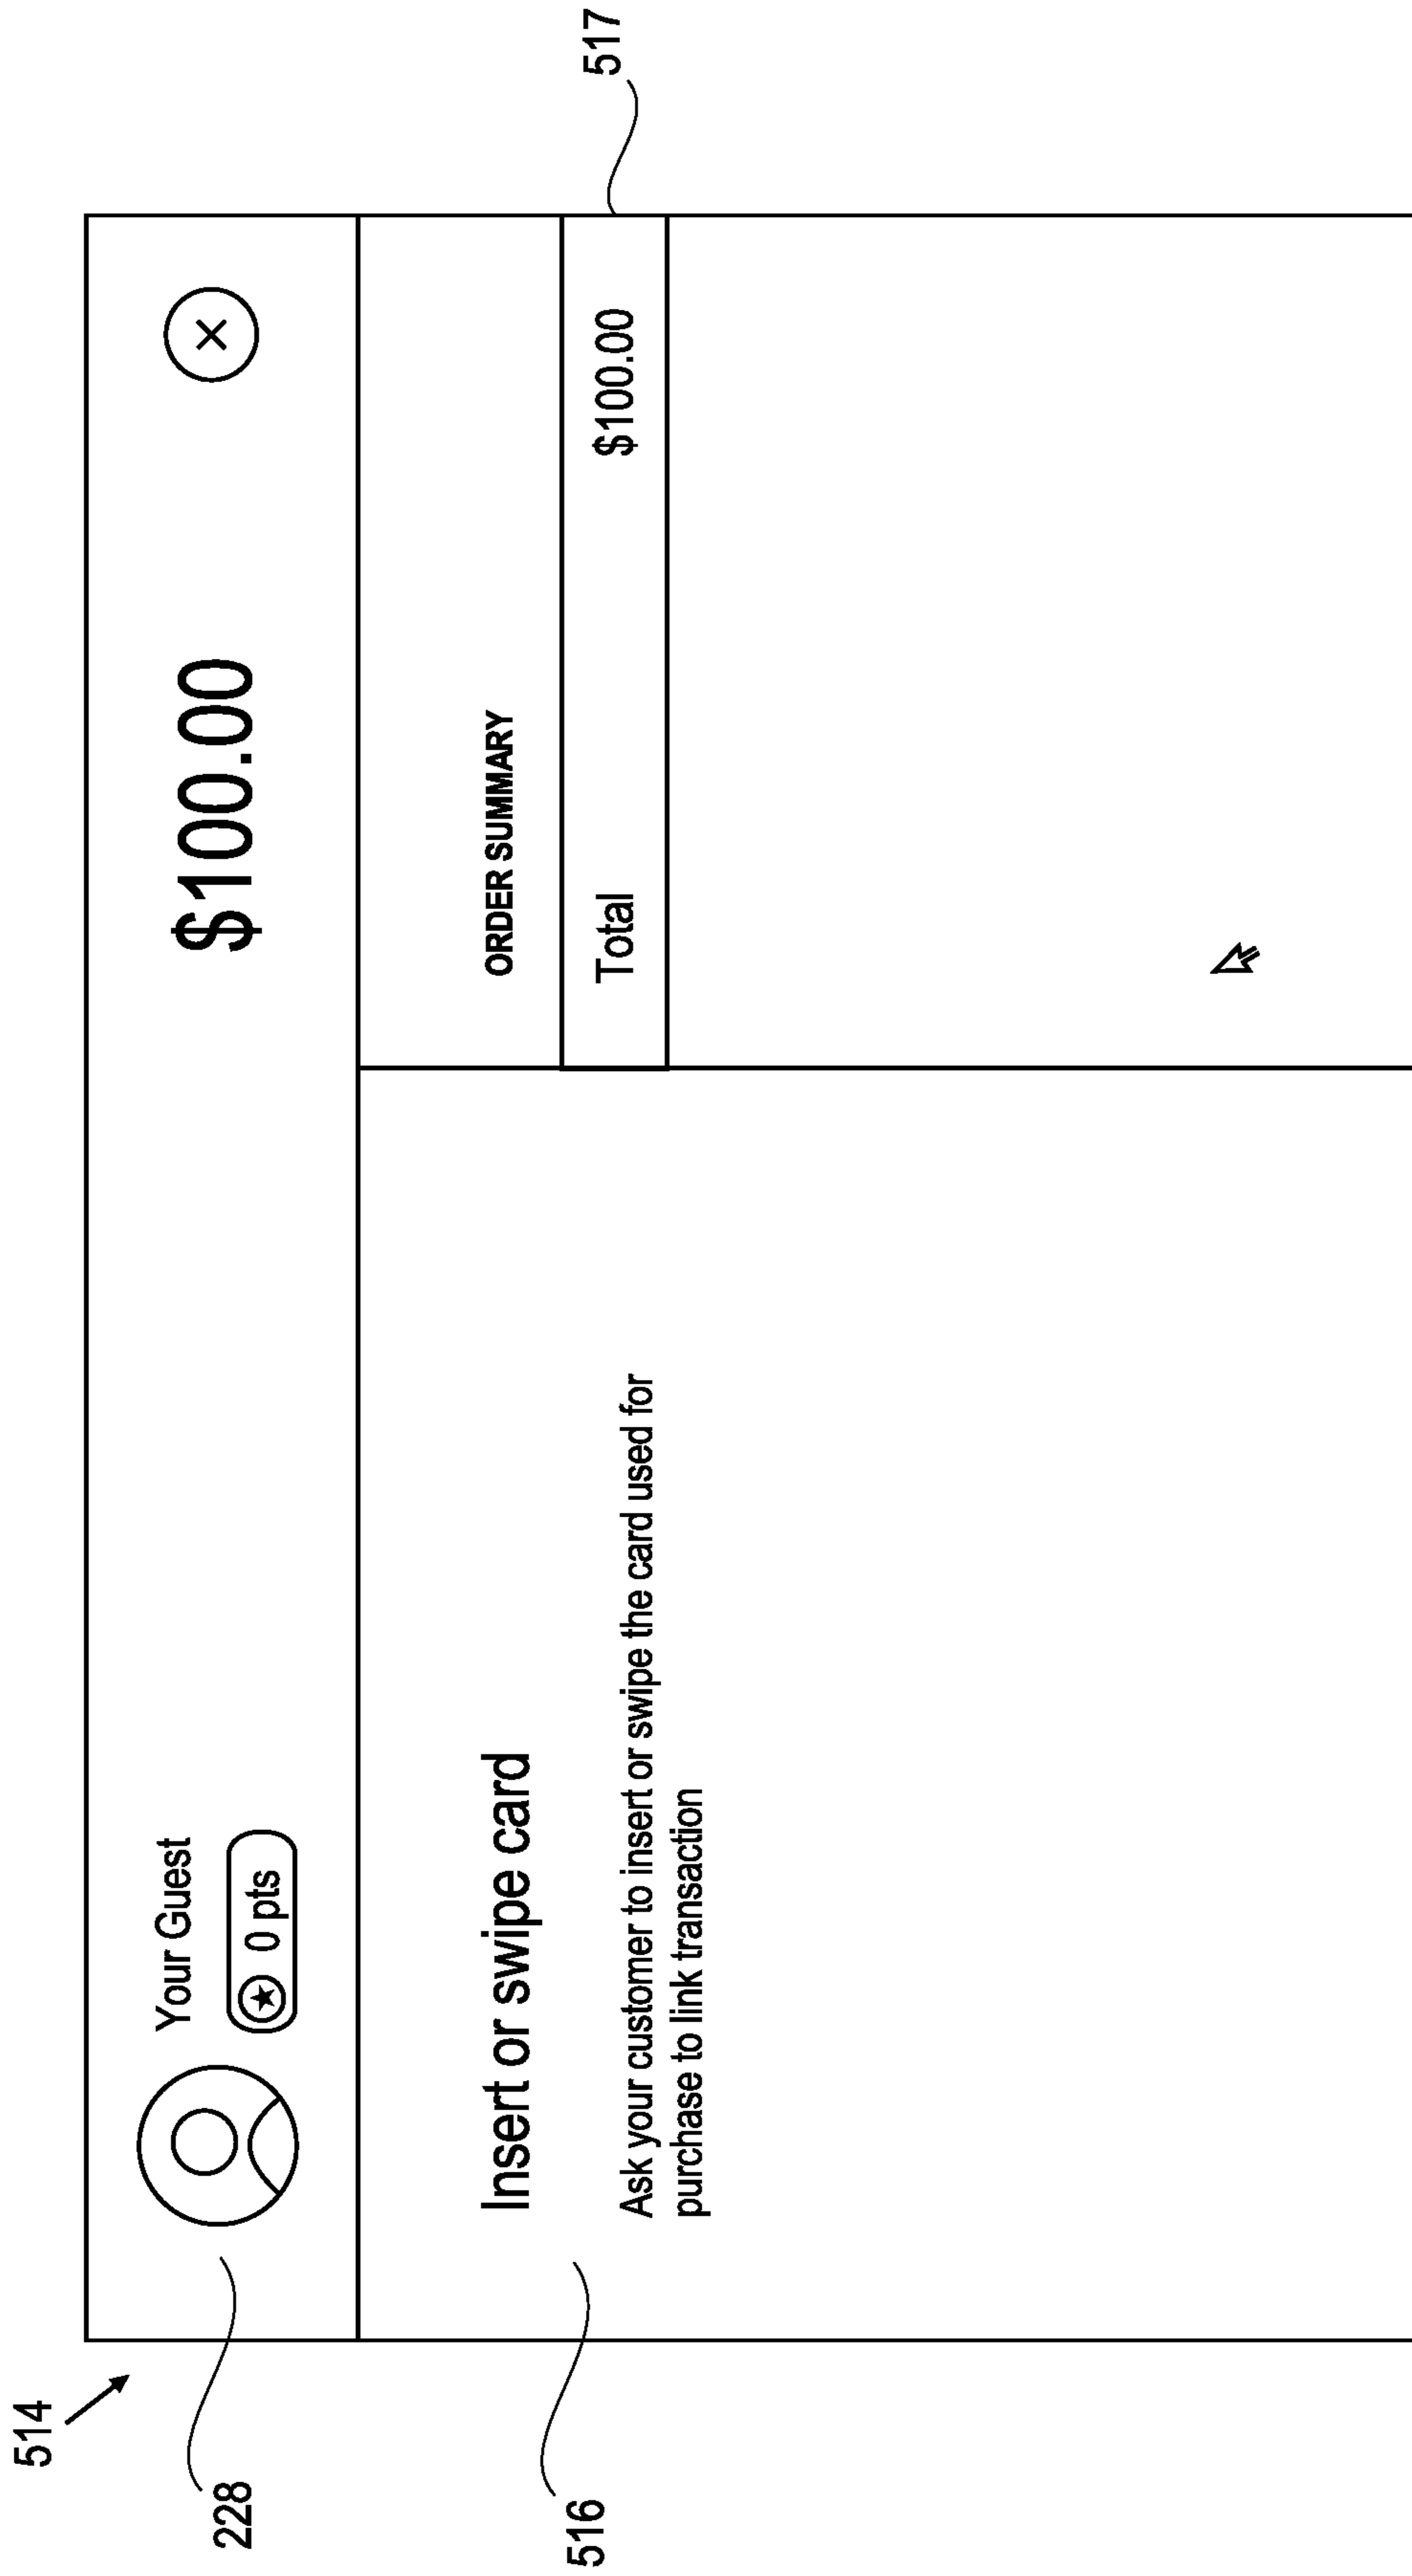 514
228
Your Guest
0 pts
$100.00
×
516
Insert or swipe card
Ask your customer to insert or swipe the card used for
purchase to link transaction
ORDER SUMMARY
Total $100.00
517